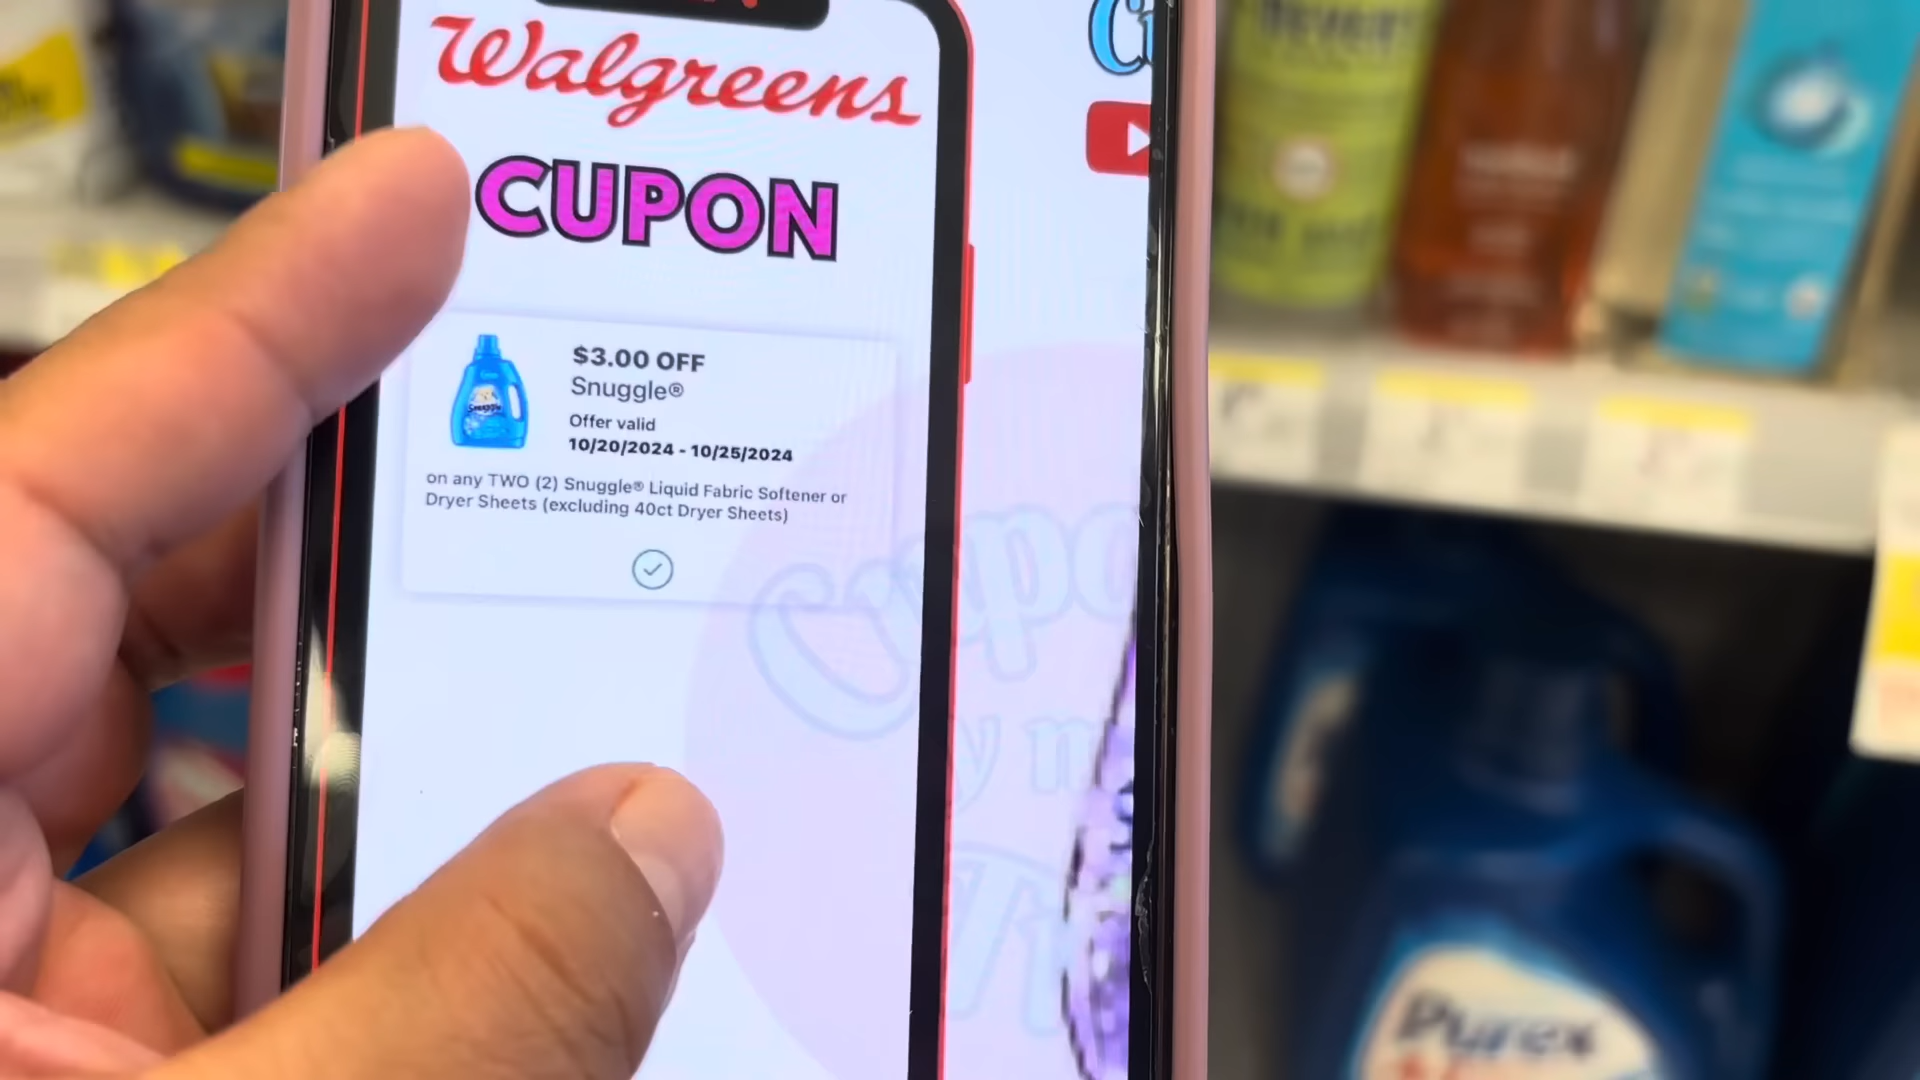 Walgreens
CUPON
$3.00 OFF
Snuggle®
Offer valid
10/20/2024 - 10/25/2024
on any TWO (2) Snuggle® Liquid Fabric Softener or
Dryer Sheets (excluding 40ct Dryer Sheets)
Snuggle
Purex